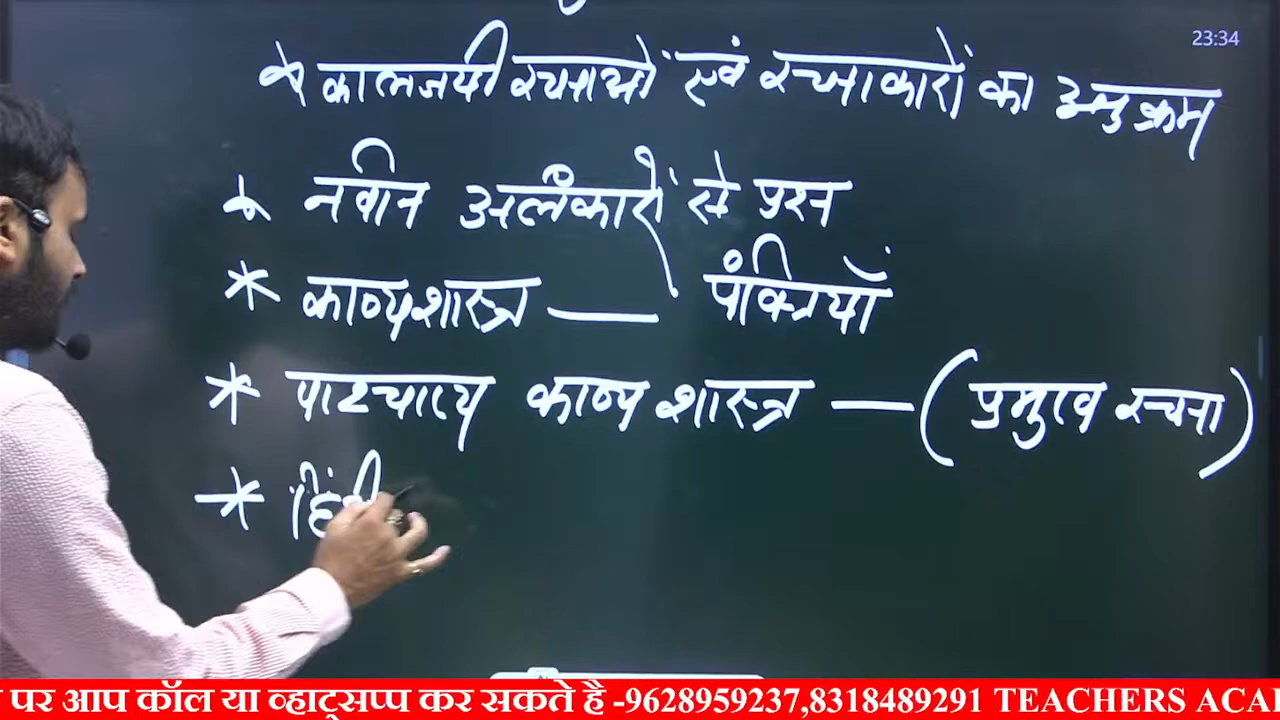 23:34
* कालजयी रचनाओं एवं रचनाकारों का अनुक्रम
* नवीन अलंकारों से प्रश्न
* काव्यशास्त्र — पंक्तियाँ
* पाश्चात्य काव्य शास्त्र — (प्रमुख रचना)
* हिंदी
पर आप कॉल या व्हाट्सप्प कर सकते है -9628959237,8318489291 TEACHERS ACA